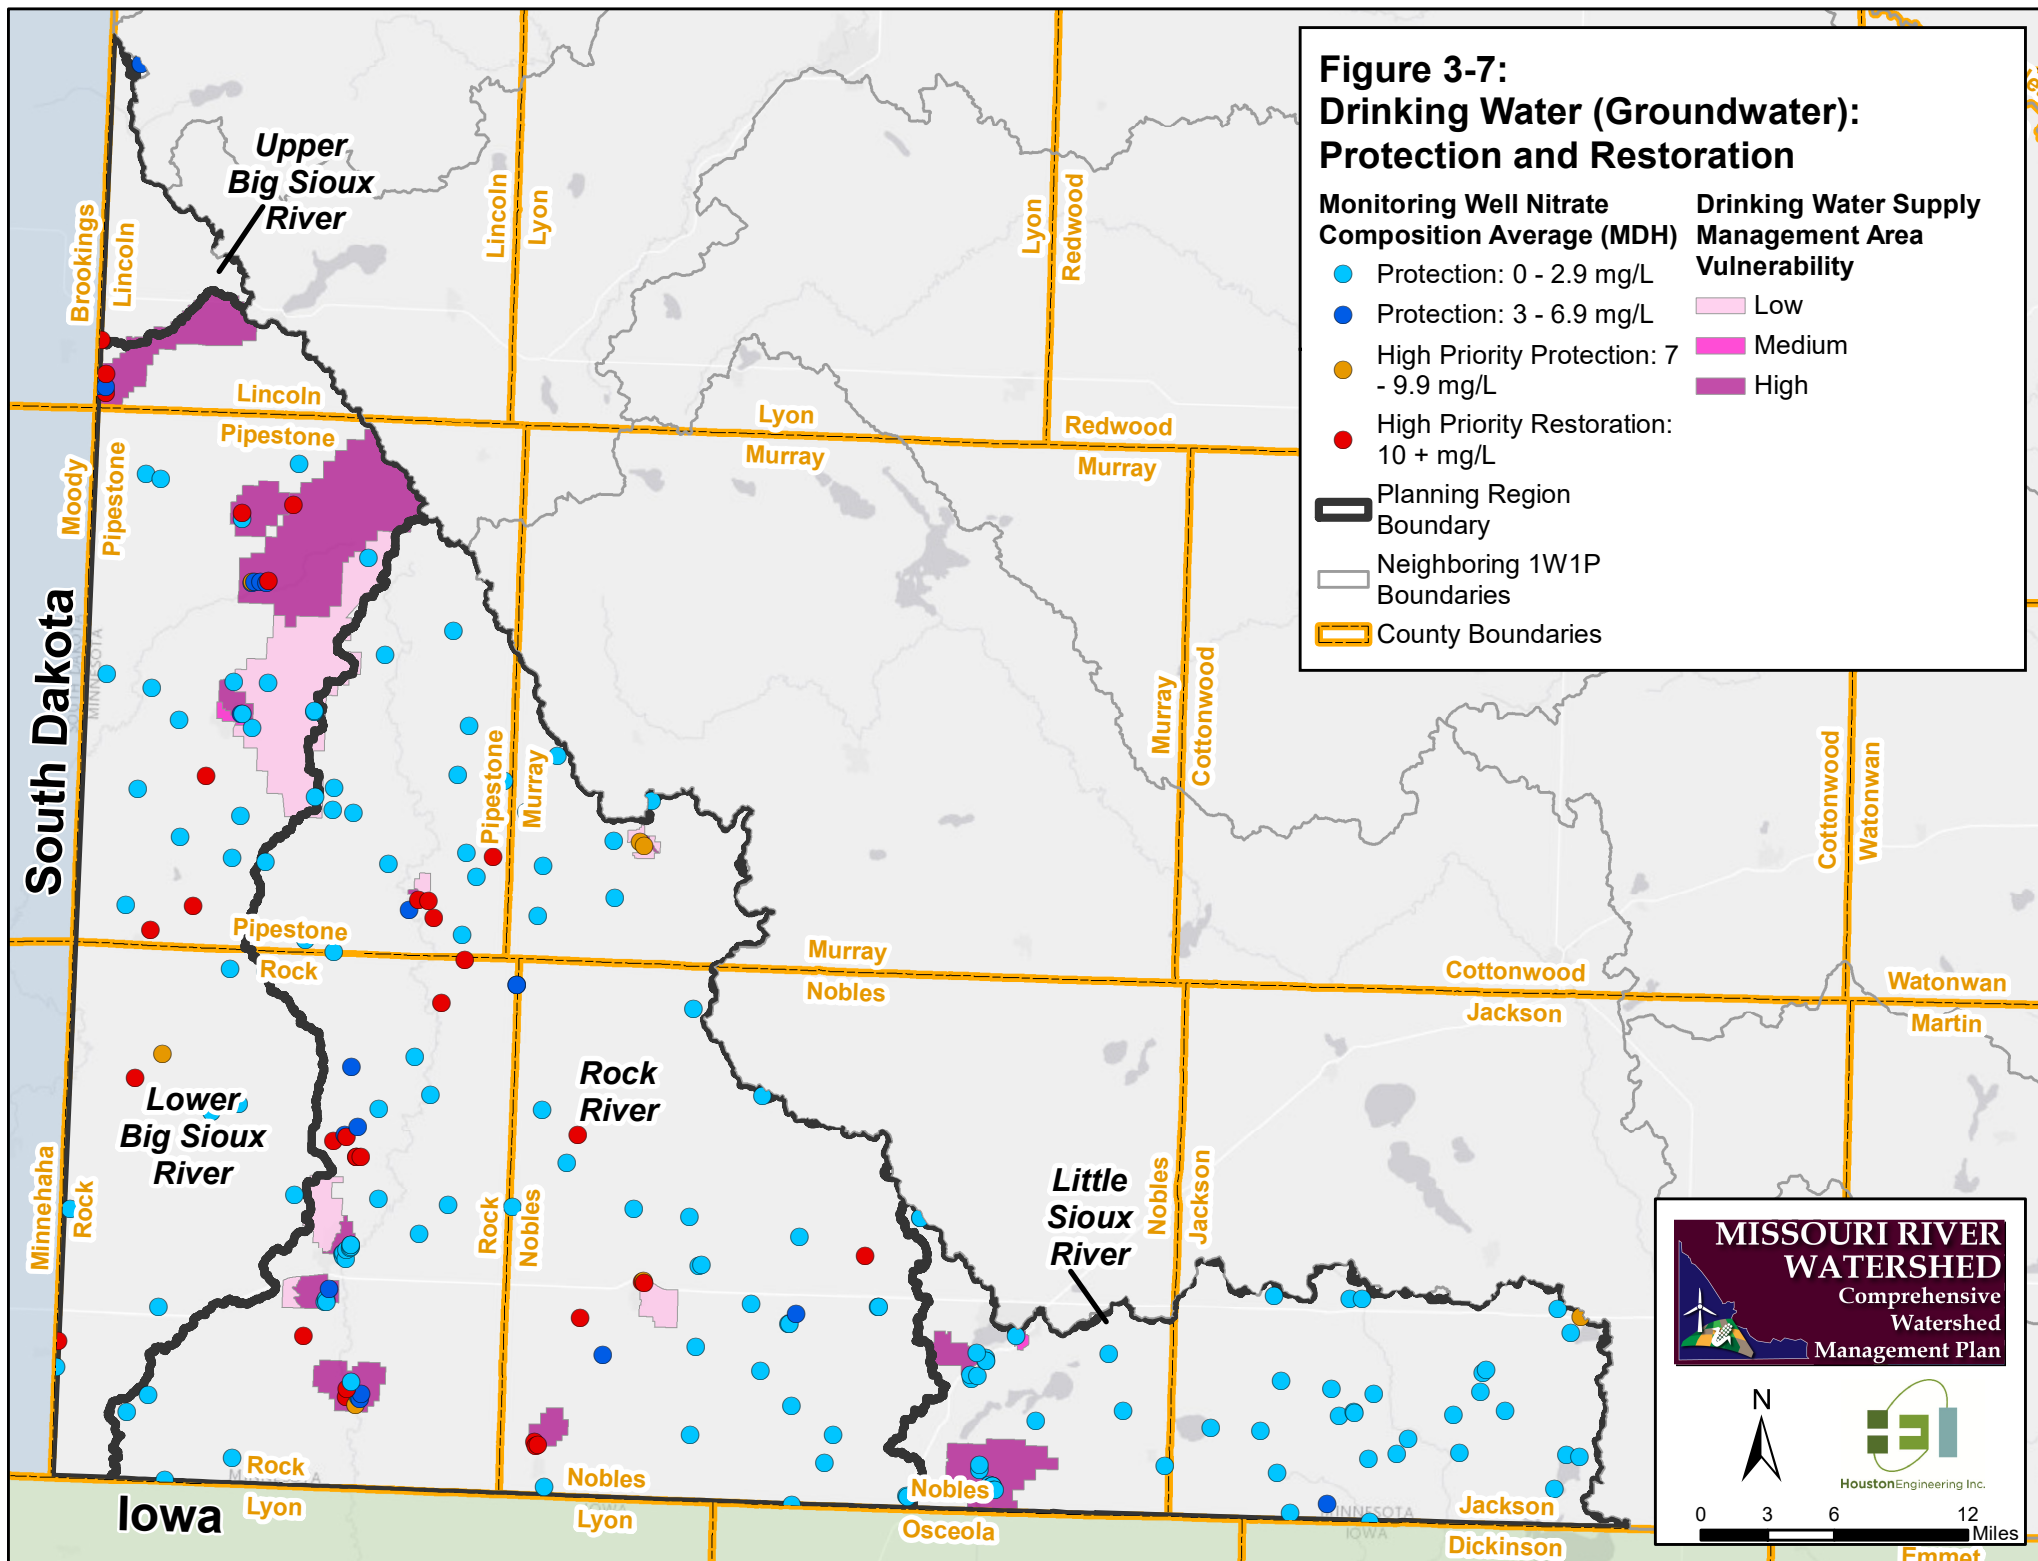 Figure 3-7:
Drinking Water (Groundwater):
Protection and Restoration
Monitoring Well Nitrate
Composition Average (MDH)
Protection: 0 - 2.9 mg/L
Protection: 3 - 6.9 mg/L
High Priority Protection: 7
- 9.9 mg/L
High Priority Restoration:
10 + mg/L
Planning Region
Boundary
Neighboring 1W1P
Boundaries
County Boundaries
Drinking Water Supply
Management Area
Vulnerability
Low
Medium
High
Upper
Big Sioux
River
Brookings
Lincoln
Lincoln
Lyon
Lyon
Redwood
Lincoln
Pipestone
Lyon
Murray
Redwood
Murray
Moody
Pipestone
South Dakota
MINNESOTA
Pipestone
Murray
Murray
Cottonwood
Cottonwood
Watonwan
Pipestone
Rock
Murray
Nobles
Cottonwood
Jackson
Watonwan
Martin
Lower
Big Sioux
River
Rock
River
Little
Sioux
River
Minnehaha
Rock
Rock
Nobles
Nobles
Jackson
Rock
Lyon
Nobles
Lyon
Nobles
Osceola
Jackson
Dickinson
Emmet
Iowa
IOWA
MINNESOTA
IOWA
MISSOURI RIVER
WATERSHED
Comprehensive
Watershed
Management Plan
N
HoustonEngineering Inc.
0 3 6 12
Miles